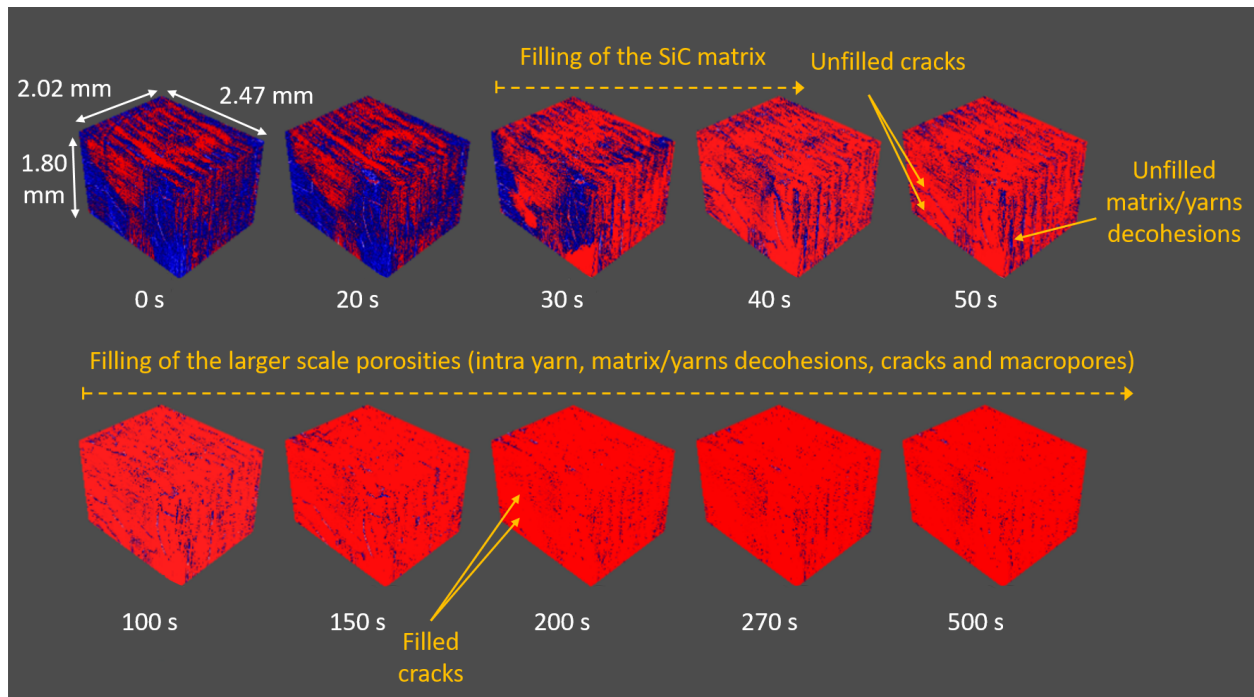 Filling of the SiC matrix
Unfilled cracks
2.02 mm
2.47 mm
1.80
mm
Unfilled
matrix/yarns
decohesions
0 s
20 s
30 s
40 s
50 s
Filling of the larger scale porosities (intra yarn, matrix/yarns decohesions, cracks and macropores)
100 s
150 s
200 s
270 s
500 s
Filled
cracks